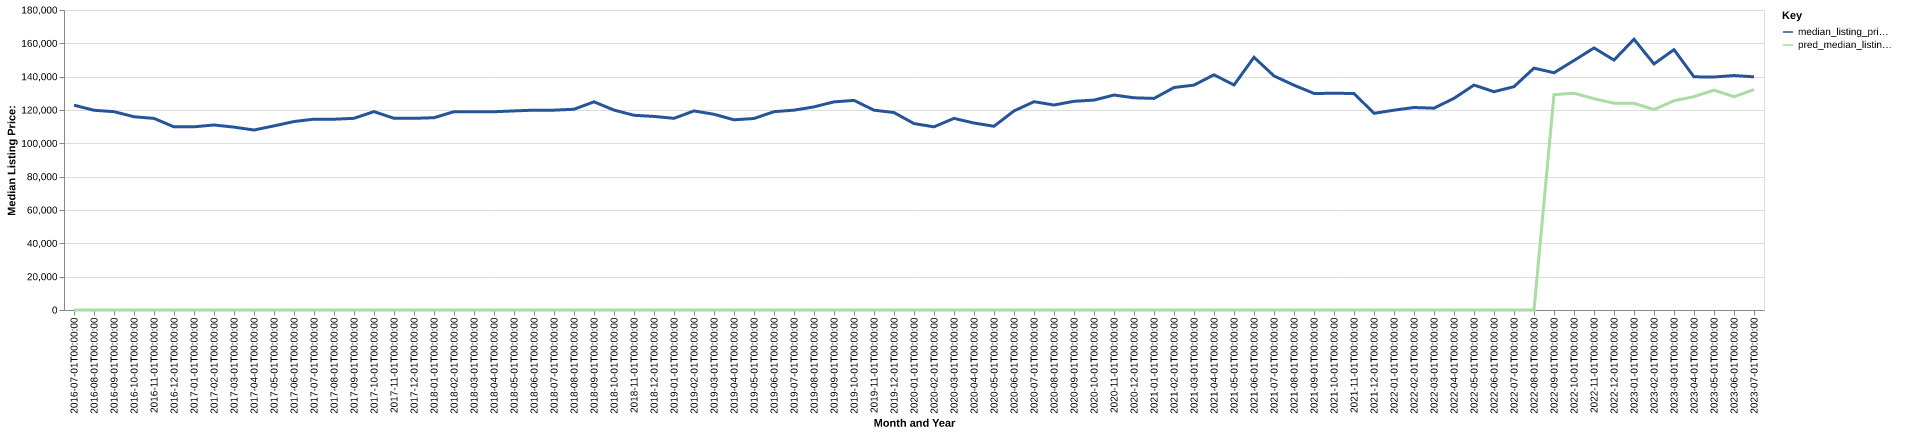 Key
median_listing_pri…
pred_median_listin…
Median Listing Price:
180,000
160,000
140,000
120,000
100,000
80,000
60,000
40,000
20,000
0
2016-07-01T00:00:00
2016-08-01T00:00:00
2016-09-01T00:00:00
2016-10-01T00:00:00
2016-11-01T00:00:00
2016-12-01T00:00:00
2017-01-01T00:00:00
2017-02-01T00:00:00
2017-03-01T00:00:00
2017-04-01T00:00:00
2017-05-01T00:00:00
2017-06-01T00:00:00
2017-07-01T00:00:00
2017-08-01T00:00:00
2017-09-01T00:00:00
2017-10-01T00:00:00
2017-11-01T00:00:00
2017-12-01T00:00:00
2018-01-01T00:00:00
2018-02-01T00:00:00
2018-03-01T00:00:00
2018-04-01T00:00:00
2018-05-01T00:00:00
2018-06-01T00:00:00
2018-07-01T00:00:00
2018-08-01T00:00:00
2018-09-01T00:00:00
2018-10-01T00:00:00
2018-11-01T00:00:00
2018-12-01T00:00:00
2019-01-01T00:00:00
2019-02-01T00:00:00
2019-03-01T00:00:00
2019-04-01T00:00:00
2019-05-01T00:00:00
2019-06-01T00:00:00
2019-07-01T00:00:00
2019-08-01T00:00:00
2019-09-01T00:00:00
2019-10-01T00:00:00
2019-11-01T00:00:00
2019-12-01T00:00:00
2020-01-01T00:00:00
2020-02-01T00:00:00
2020-03-01T00:00:00
2020-04-01T00:00:00
2020-05-01T00:00:00
2020-06-01T00:00:00
2020-07-01T00:00:00
2020-08-01T00:00:00
2020-09-01T00:00:00
2020-10-01T00:00:00
2020-11-01T00:00:00
2020-12-01T00:00:00
2021-01-01T00:00:00
2021-02-01T00:00:00
2021-03-01T00:00:00
2021-04-01T00:00:00
2021-05-01T00:00:00
2021-06-01T00:00:00
2021-07-01T00:00:00
2021-08-01T00:00:00
2021-09-01T00:00:00
2021-10-01T00:00:00
2021-11-01T00:00:00
2021-12-01T00:00:00
2022-01-01T00:00:00
2022-02-01T00:00:00
2022-03-01T00:00:00
2022-04-01T00:00:00
2022-05-01T00:00:00
2022-06-01T00:00:00
2022-07-01T00:00:00
2022-08-01T00:00:00
2022-09-01T00:00:00
2022-10-01T00:00:00
2022-11-01T00:00:00
2022-12-01T00:00:00
2023-01-01T00:00:00
2023-02-01T00:00:00
2023-03-01T00:00:00
2023-04-01T00:00:00
2023-05-01T00:00:00
2023-06-01T00:00:00
2023-07-01T00:00:00
Month and Year